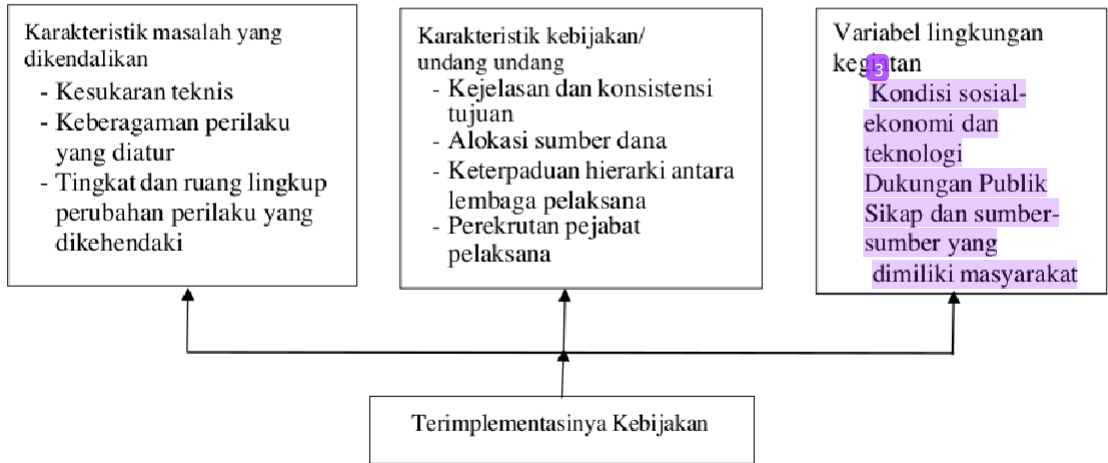 Karakteristik masalah yang
dikendalikan
- Kesukaran teknis
- Keberagaman perilaku
yang diatur
- Tingkat dan ruang lingkup
perubahan perilaku yang
dikehendaki
Karakteristik kebijakan/
undang undang
- Kejelasan dan konsistensi
tujuan
- Alokasi sumber dana
- Keterpaduan hierarki antara
lembaga pelaksana
- Perekrutan pejabat
pelaksana
Variabel lingkungan
kegiatan
3
Kondisi sosial-
ekonomi dan
teknologi
Dukungan Publik
Sikap dan sumber-
sumber yang
dimiliki masyarakat
Terimplementasinya Kebijakan